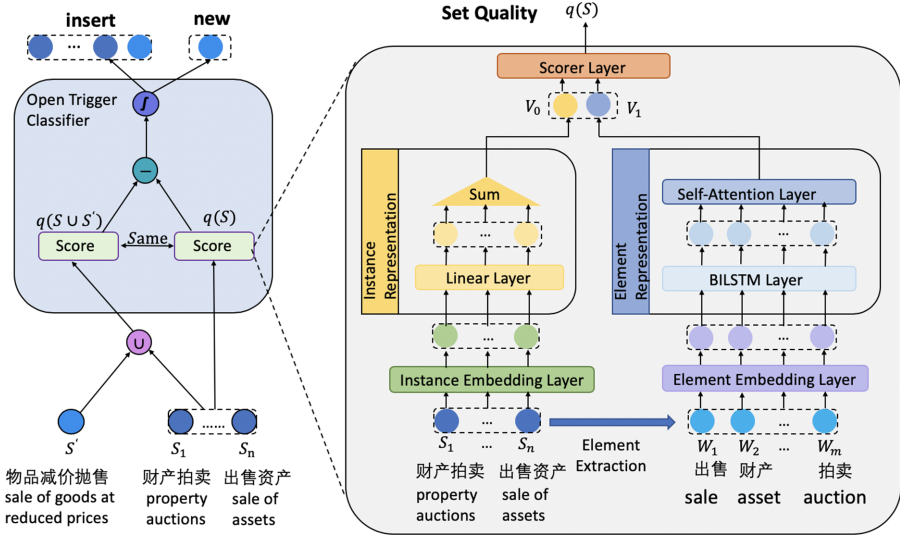 insert
new
...
Open Trigger
Classifier
ʃ
−
q(S ∪ S′)
q(S)
Score
Same
Score
∪
......
S′
S₁
Sₙ
物品减价抛售
sale of goods at
reduced prices
财产拍卖
property
auctions
出售资产
sale of
assets
Set Quality
q(S)
Scorer Layer
V₀
V₁
Instance
Representation
Sum
...
Linear Layer
...
Instance Embedding Layer
...
S₁
...
Sₙ
财产拍卖
property
auctions
出售资产
sale of
assets
Element
Extraction
Element
Representation
Self-Attention Layer
...
BILSTM Layer
...
Element Embedding Layer
...
W₁
W₂
...
Wₘ
出售
财产
拍卖
sale
asset
auction